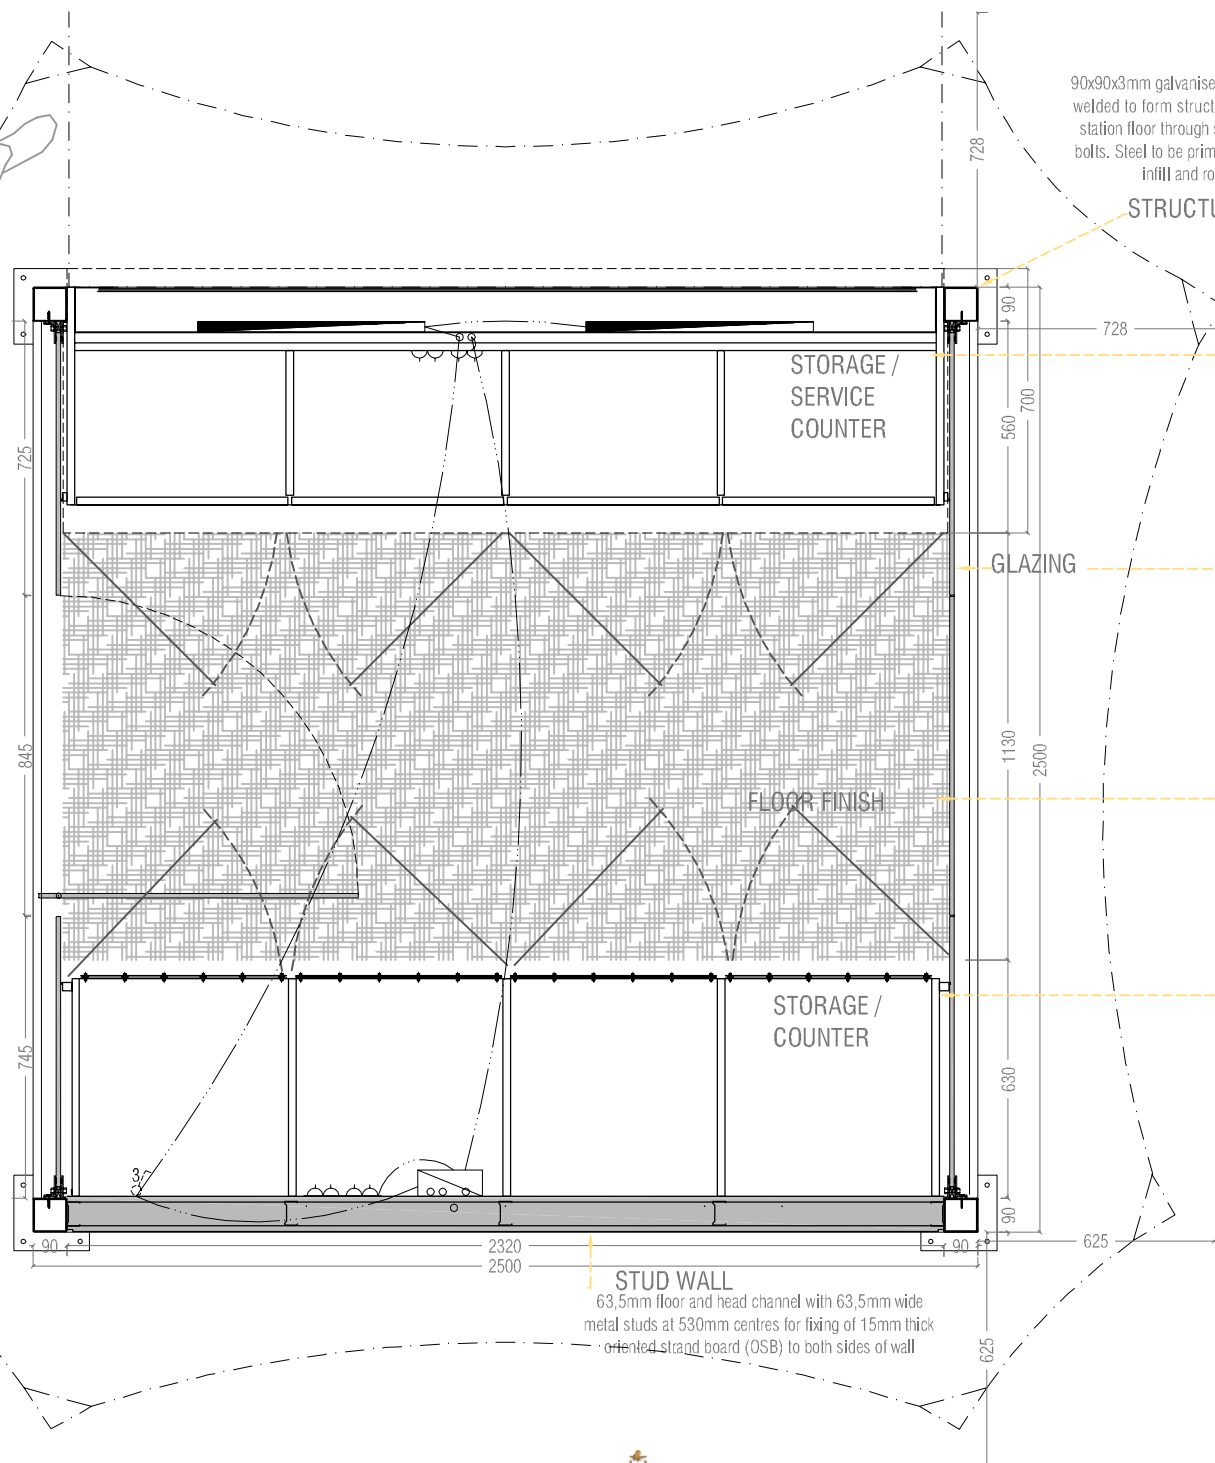 728
90x90x3mm galvanise
welded to form struct
station floor through s
bolts. Steel to be prim
infill and ro
STRUCTU
90
728
STORAGE /
SERVICE
COUNTER
700
560
725
GLAZING
1130
2500
845
FLOOR FINISH
STORAGE /
COUNTER
745
630
3
90
90
2320
90
625
2500
STUD WALL
63,5mm floor and head channel with 63,5mm wide
metal studs at 530mm centres for fixing of 15mm thick
oriented strand board (OSB) to both sides of wall
625